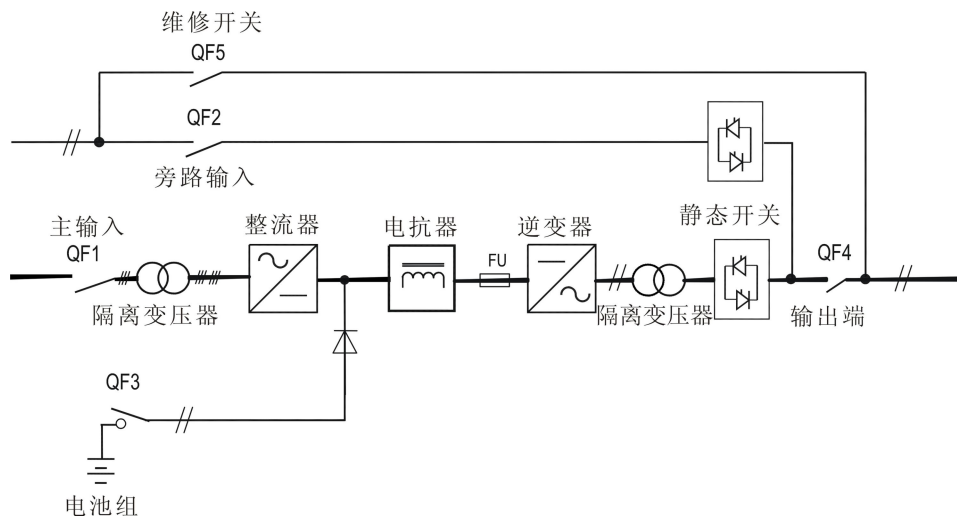 维修开关
QF5
QF2
旁路输入
静态开关
主输入
QF1
整流器
电抗器
FU
逆变器
QF4
隔离变压器
隔离变压器
输出端
QF3
电池组